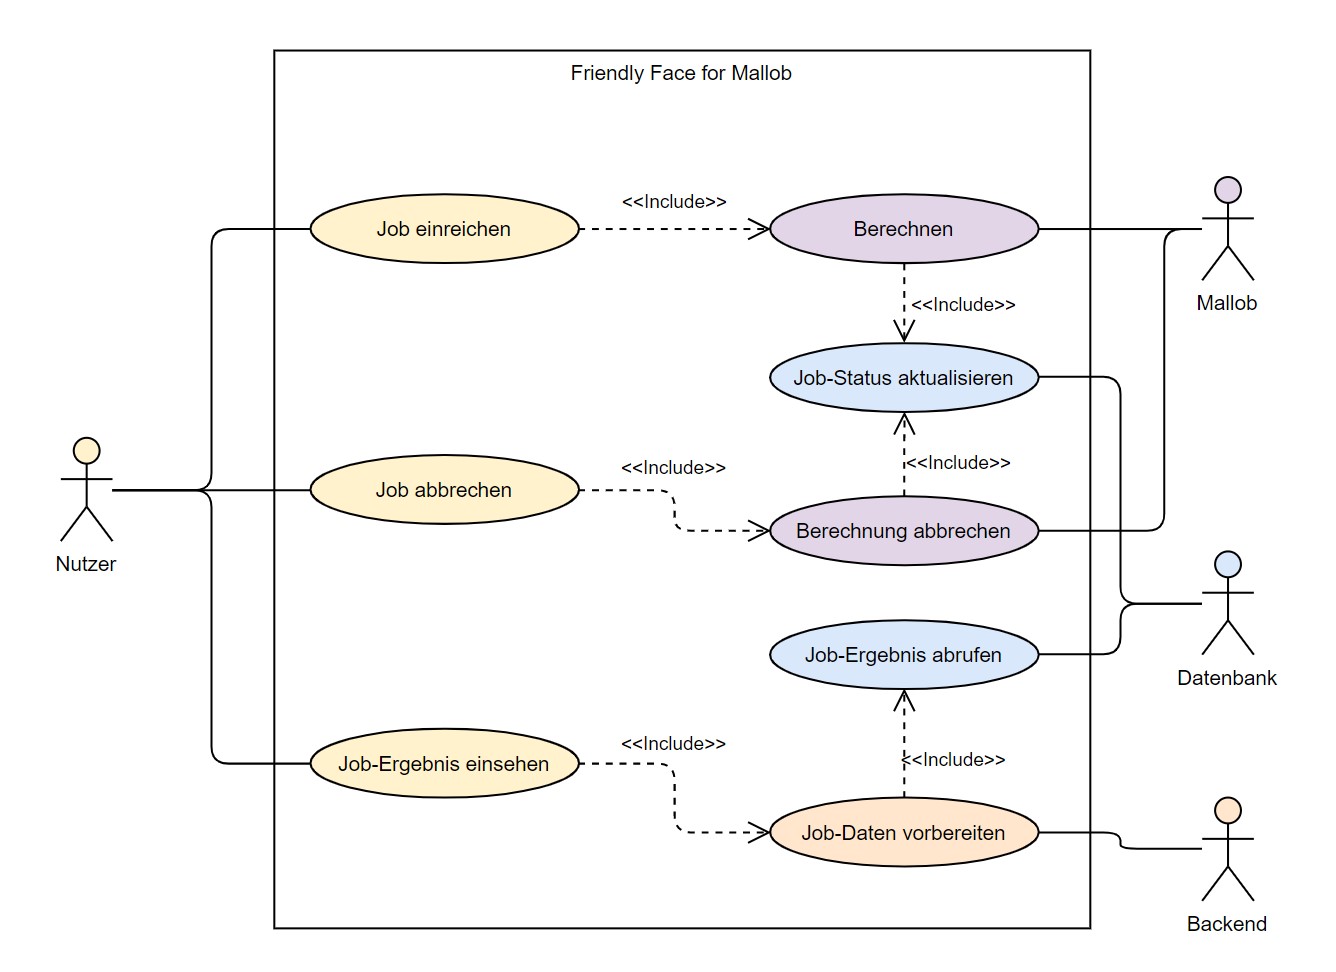 Friendly Face for Mallob
Job einreichen
<<Include>>
Berechnen
Mallob
<<Include>>
Job-Status aktualisieren
Nutzer
Job abbrechen
<<Include>>
<<Include>>
Berechnung abbrechen
Datenbank
Job-Ergebnis abrufen
Job-Ergebnis einsehen
<<Include>>
<<Include>>
Job-Daten vorbereiten
Backend